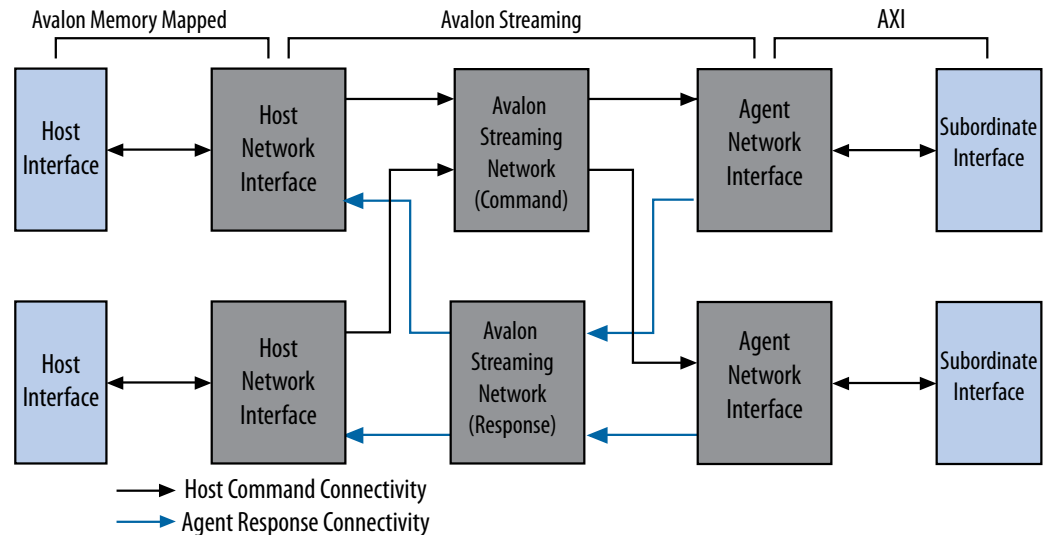 Avalon Memory Mapped
Avalon Streaming
AXI
Host
Interface
Host
Network
Interface
Avalon
Streaming
Network
(Command)
Agent
Network
Interface
Subordinate
Interface
Host
Interface
Host
Network
Interface
Avalon
Streaming
Network
(Response)
Agent
Network
Interface
Subordinate
Interface
Host Command Connectivity
Agent Response Connectivity